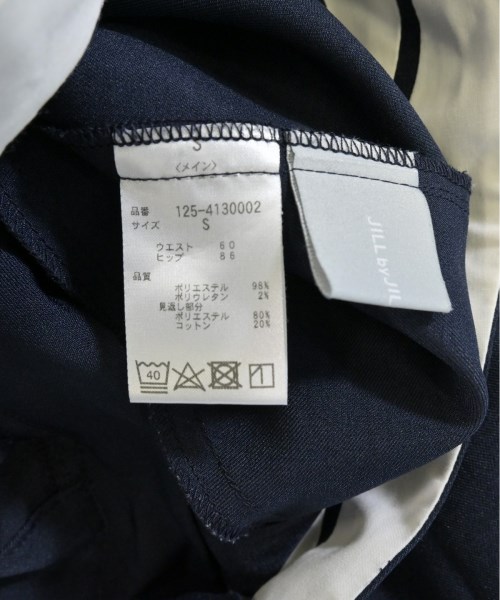 S
〈メイン〉
品番 125-4130002
サイズ S
ウエスト 60
ヒップ 86
品質
ポリエステル 98%
ポリウレタン 2%
見返し部分
ポリエステル 80%
コットン 20%
40
1
JILL by JIL